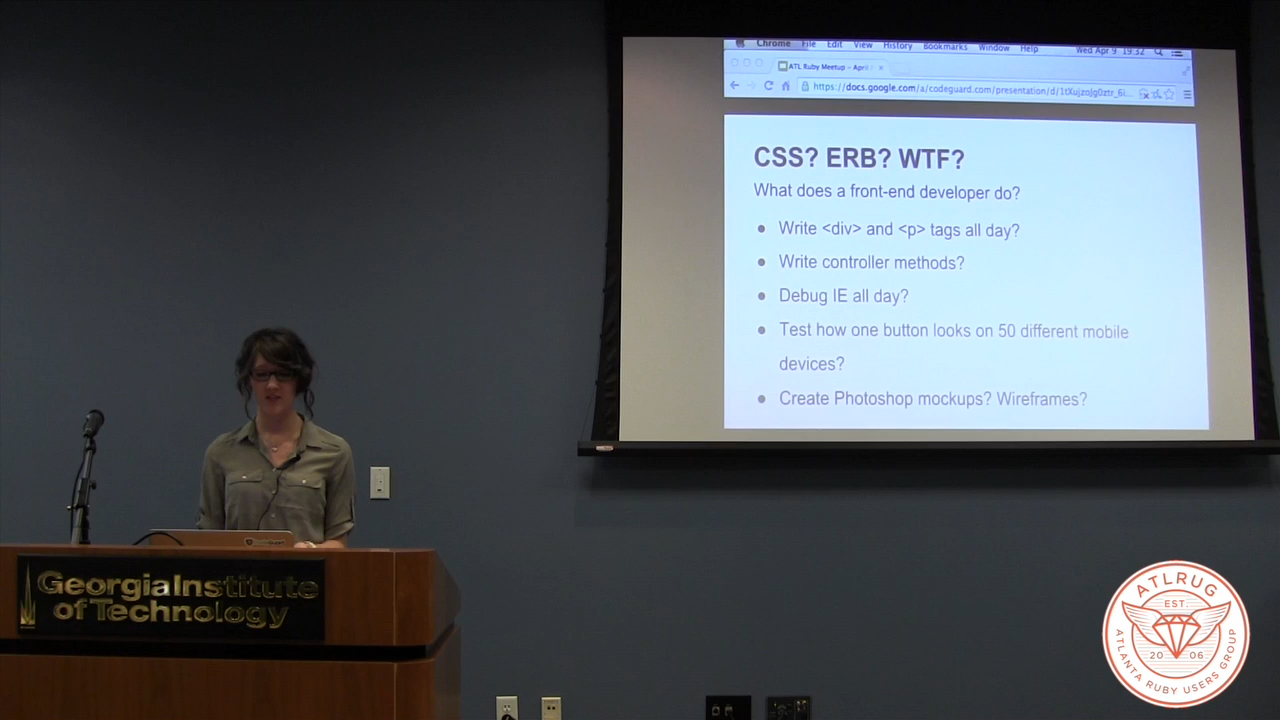 Chrome File Edit View History Bookmarks Window Help Wed Apr 9 19:32
ATL Ruby Meetup – April
https://docs.google.com/a/codeguard.com/presentation/d/
CSS? ERB? WTF?
What does a front-end developer do?
● Write <div> and <p> tags all day?
● Write controller methods?
● Debug IE all day?
● Test how one button looks on 50 different mobile
devices?
● Create Photoshop mockups? Wireframes?
GeorgiaInstitute
of Technology
ATLRUG
EST.
20 06
ATLANTA RUBY USERS GROUP